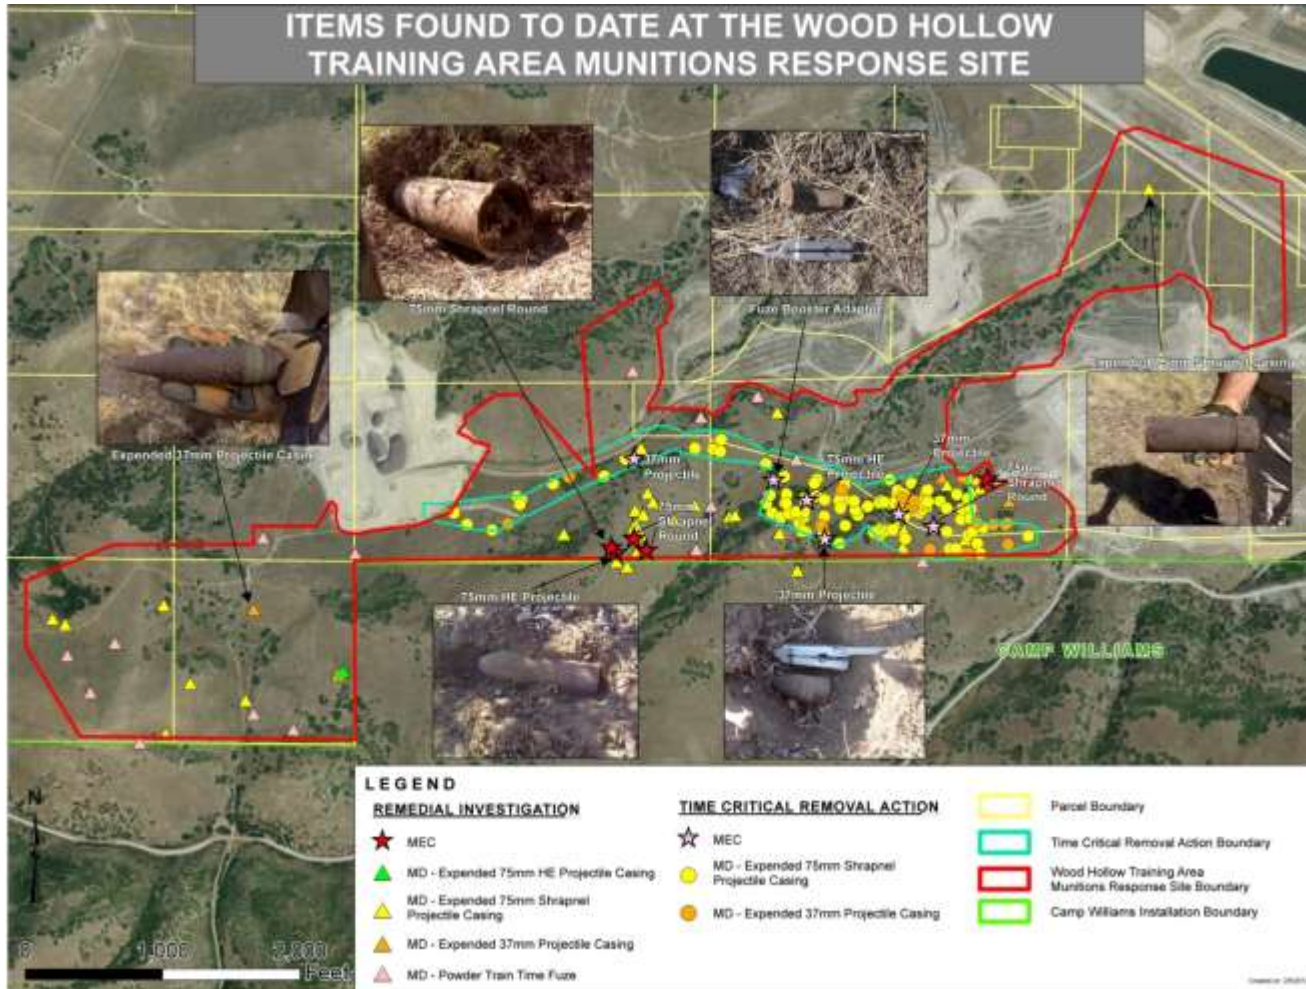 ITEMS FOUND TO DATE AT THE WOOD HOLLOW
TRAINING AREA MUNITIONS RESPONSE SITE
75mm Shrapnel Round
Fuze Booster Adapter
Expended 37mm Projectile Casing
37mm
Projectile
75mm HE
Projectile
37mm
Projectile
75mm
Shrapnel
Round
75mm
Shrapnel
Round
75mm HE Projectile
37mm Projectile
CAMP WILLIAMS
N
0 1,000 2,000
Feet
LEGEND
REMEDIAL INVESTIGATION
MEC
MD - Expended 75mm HE Projectile Casing
MD - Expended 75mm Shrapnel
Projectile Casing
MD - Expended 37mm Projectile Casing
MD - Powder Train Time Fuze
TIME CRITICAL REMOVAL ACTION
MEC
MD - Expended 75mm Shrapnel
Projectile Casing
MD - Expended 37mm Projectile Casing
Parcel Boundary
Time Critical Removal Action Boundary
Wood Hollow Training Area
Munitions Response Site Boundary
Camp Williams Installation Boundary